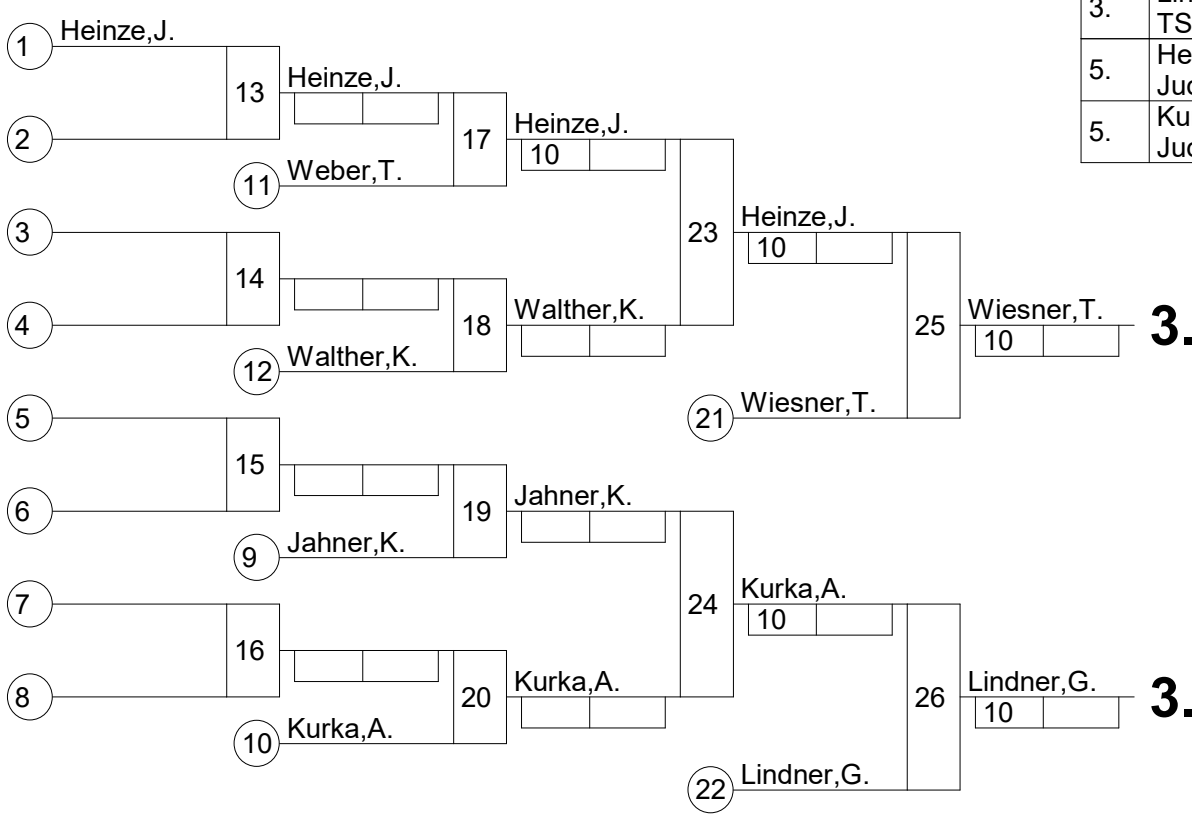 3.
TS
5.
He
5.
Ku
1 Heinze,J.
13 Heinze,J.
2
17 Heinze,J.
10
11 Weber,T.
3
23 Heinze,J.
10
14
4
18 Walther,K.
12 Walther,K.
25 Wiesner,T. 3.
10
5
21 Wiesner,T.
15
6
19 Jahner,K.
9 Jahner,K.
7
24 Kurka,A.
10
16
8
20 Kurka,A.
10 Kurka,A.
26 Lindner,G. 3.
10
22 Lindner,G.